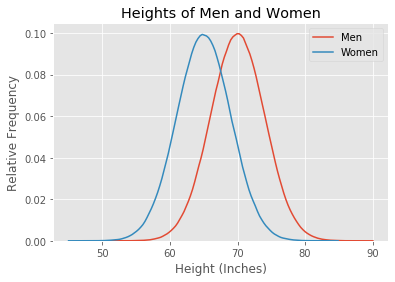 Heights of Men and Women
Men
Women
Relative Frequency
0.10
0.08
0.06
0.04
0.02
0.00
50 60 70 80 90
Height (Inches)